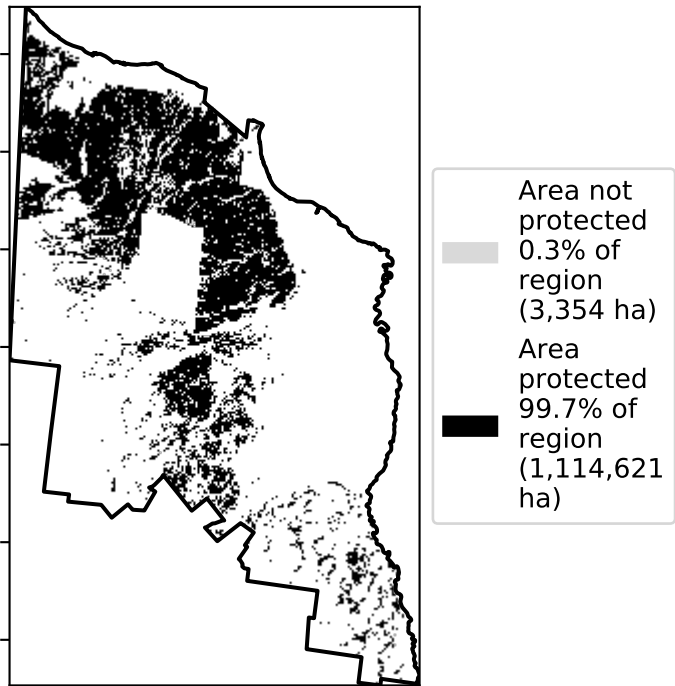 Area not
protected
0.3% of
region
(3,354 ha)
Area
protected
99.7% of
region
(1,114,621
ha)